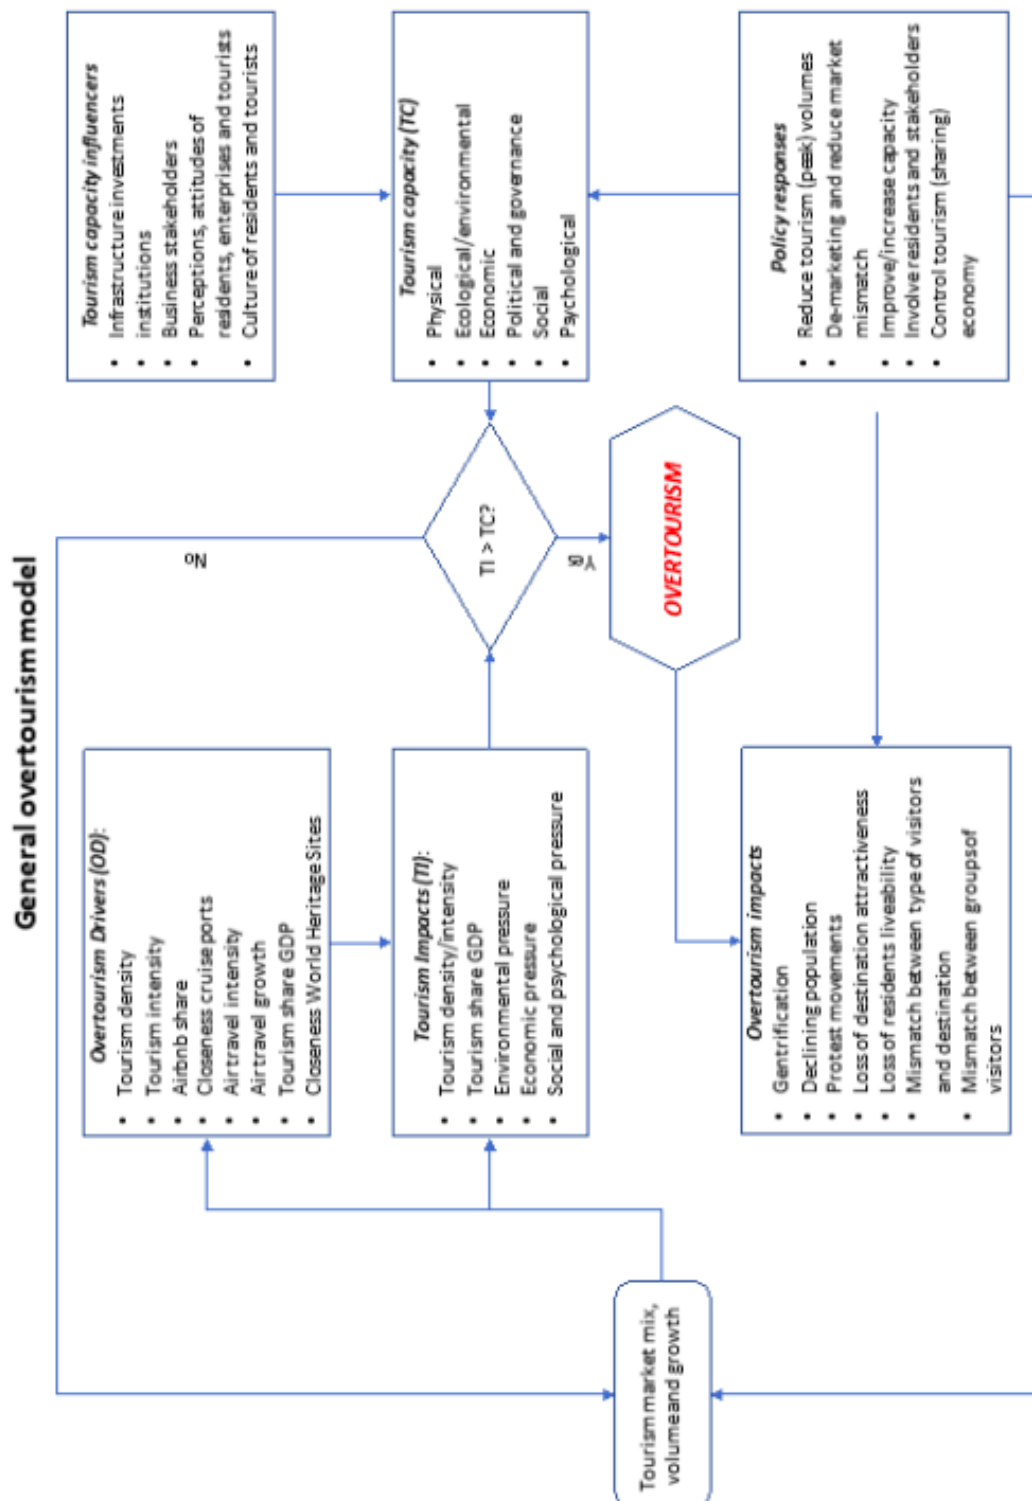 General overtourism model
Overtourism Drivers (OD):
• Tourism density
• Tourism intensity
• Airbnb share
• Closeness cruise ports
• Air travel intensity
• Air travel growth
• Tourism share GDP
• Closeness World Heritage Sites
Tourism capacity influencers
• Infrastructure investments
• institutions
• Business stakeholders
• Perceptions, attitudes of
residents, enterprises and tourists
• Culture of residents and tourists
No
Tourism Impacts (TI):
• Tourism density/intensity
• Tourism share GDP
• Environmental pressure
• Economic pressure
• Social and psychological pressure
TI > TC?
Tourism capacity (TC)
• Physical
• Ecological/environmental
• Economic
• Political and governance
• Social
• Psychological
Yes
Tourism market mix,
volume and growth
OVERTOURISM
Overtourism impacts
• Gentrification
• Declining population
• Protest movements
• Loss of destination attractiveness
• Loss of residents liveability
• Mismatch between type of visitors
and destination
• Mismatch between groups of
visitors
Policy responses
• Reduce tourism (peak) volumes
• De-marketing and reduce market
mismatch
• Improve/increase capacity
• Involve residents and stakeholders
• Control tourism (sharing)
economy